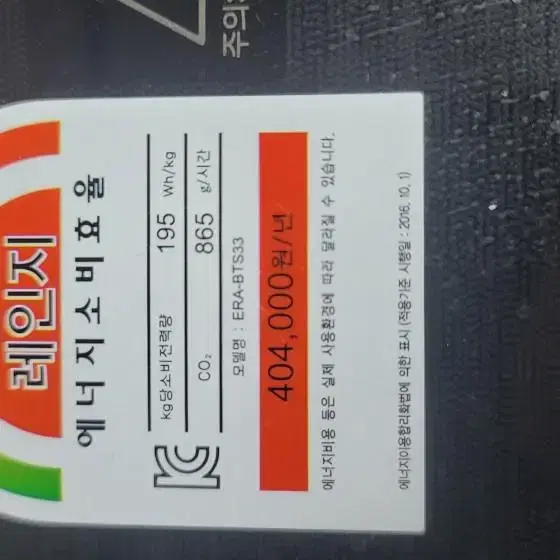 주의
레인지
에너지소비효율
kg당소비전력량 195 Wh/kg
CO₂ 865 g/시간
모델명 : ERA-BTS33
404,000원/년
에너지비용 등은 실제 사용환경에 따라 달라질 수 있습니다.
에너지이용합리화법에 의한 표시(적용기준 시행일 : 2016. 10. 1)